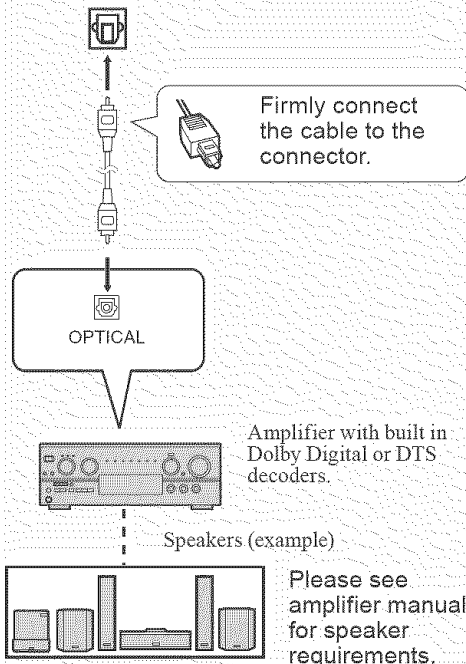 Firmly connect
the cable to the
connector.
OPTICAL
Amplifier with built in
Dolby Digital or DTS
decoders.
Speakers (example)
Please see
amplifier manual
for speaker
requirements.